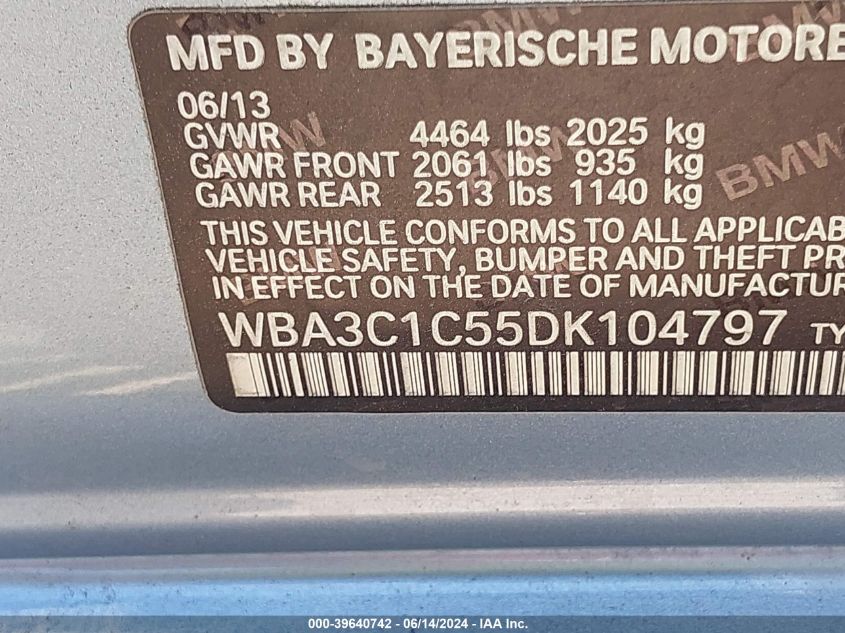 MFD BY BAYERISCHE MOTORE
06/13
GVWR 4464 lbs 2025 kg
GAWR FRONT 2061 lbs 935 kg
GAWR REAR 2513 lbs 1140 kg
THIS VEHICLE CONFORMS TO ALL APPLICAB
VEHICLE SAFETY, BUMPER AND THEFT PR
IN EFFECT ON THE DATE OF MANUFACTUR
WBA3C1C55DK104797 TY
000-39640742 - 06/14/2024 - IAA Inc.